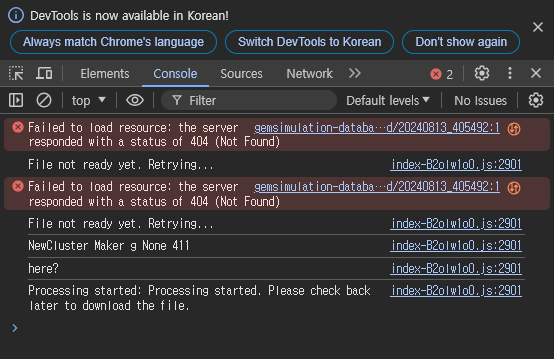 DevTools is now available in Korean!
Always match Chrome's language
Switch DevTools to Korean
Don't show again
Elements
Console
Sources
Network
2
top
Filter
Default levels
No Issues
Failed to load resource: the server gemsimulation-databa…d/20240813_405492:1
responded with a status of 404 (Not Found)
File not ready yet. Retrying... index-B2olw1o0.js:2901
Failed to load resource: the server gemsimulation-databa…d/20240813_405492:1
responded with a status of 404 (Not Found)
File not ready yet. Retrying... index-B2olw1o0.js:2901
NewCluster Maker g None 411 index-B2olw1o0.js:2901
here? index-B2olw1o0.js:2901
Processing started: Processing started. Please check back index-B2olw1o0.js:2901
later to download the file.